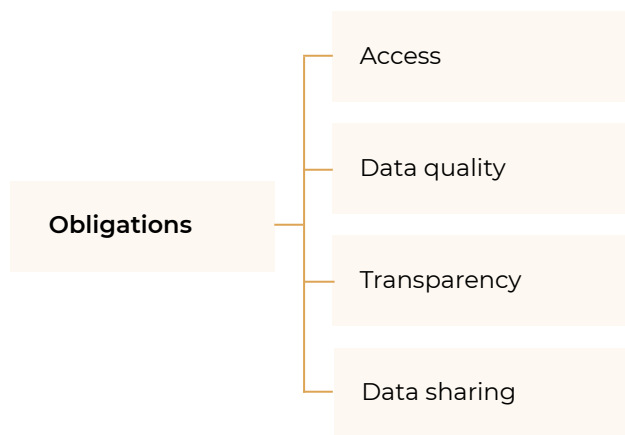 Obligations
Access
Data quality
Transparency
Data sharing